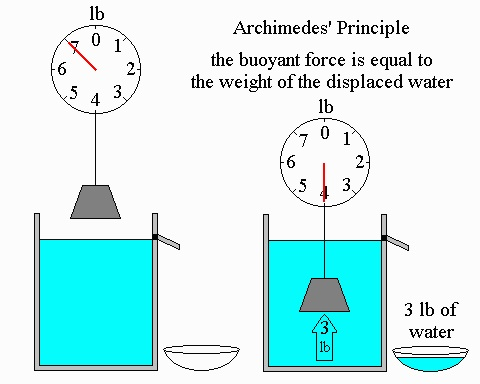 lb
0
1
2
3
4
5
6
7
Archimedes' Principle
the buoyant force is equal to
the weight of the displaced water
lb
0
1
2
3
4
5
6
7
3
lb
3 lb of
water